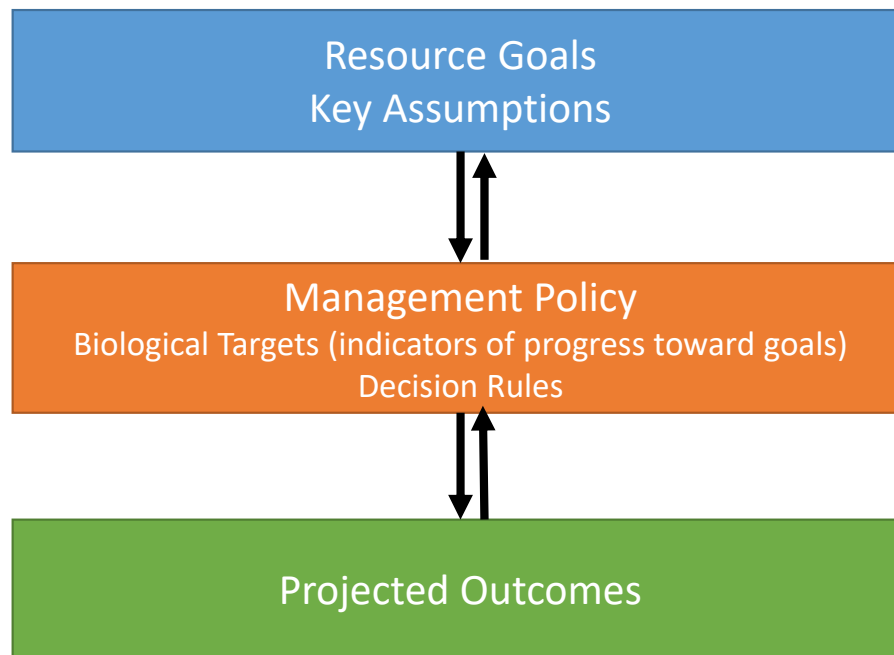 Resource Goals
Key Assumptions
Management Policy
Biological Targets (indicators of progress toward goals)
Decision Rules
Projected Outcomes